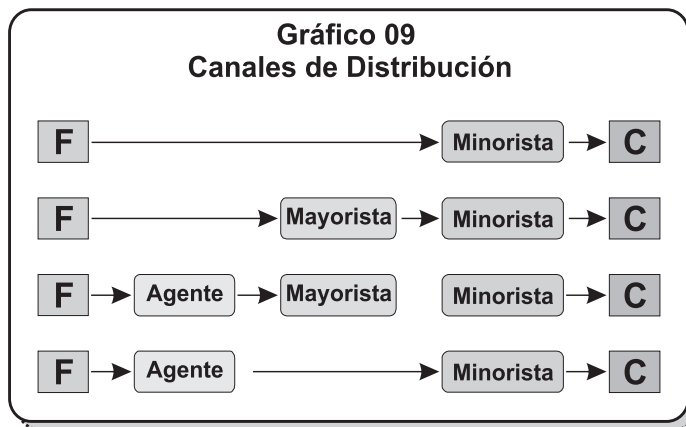 Gráfico 09
Canales de Distribución
F Minorista C
F Mayorista Minorista C
F Agente Mayorista Minorista C
F Agente Minorista C